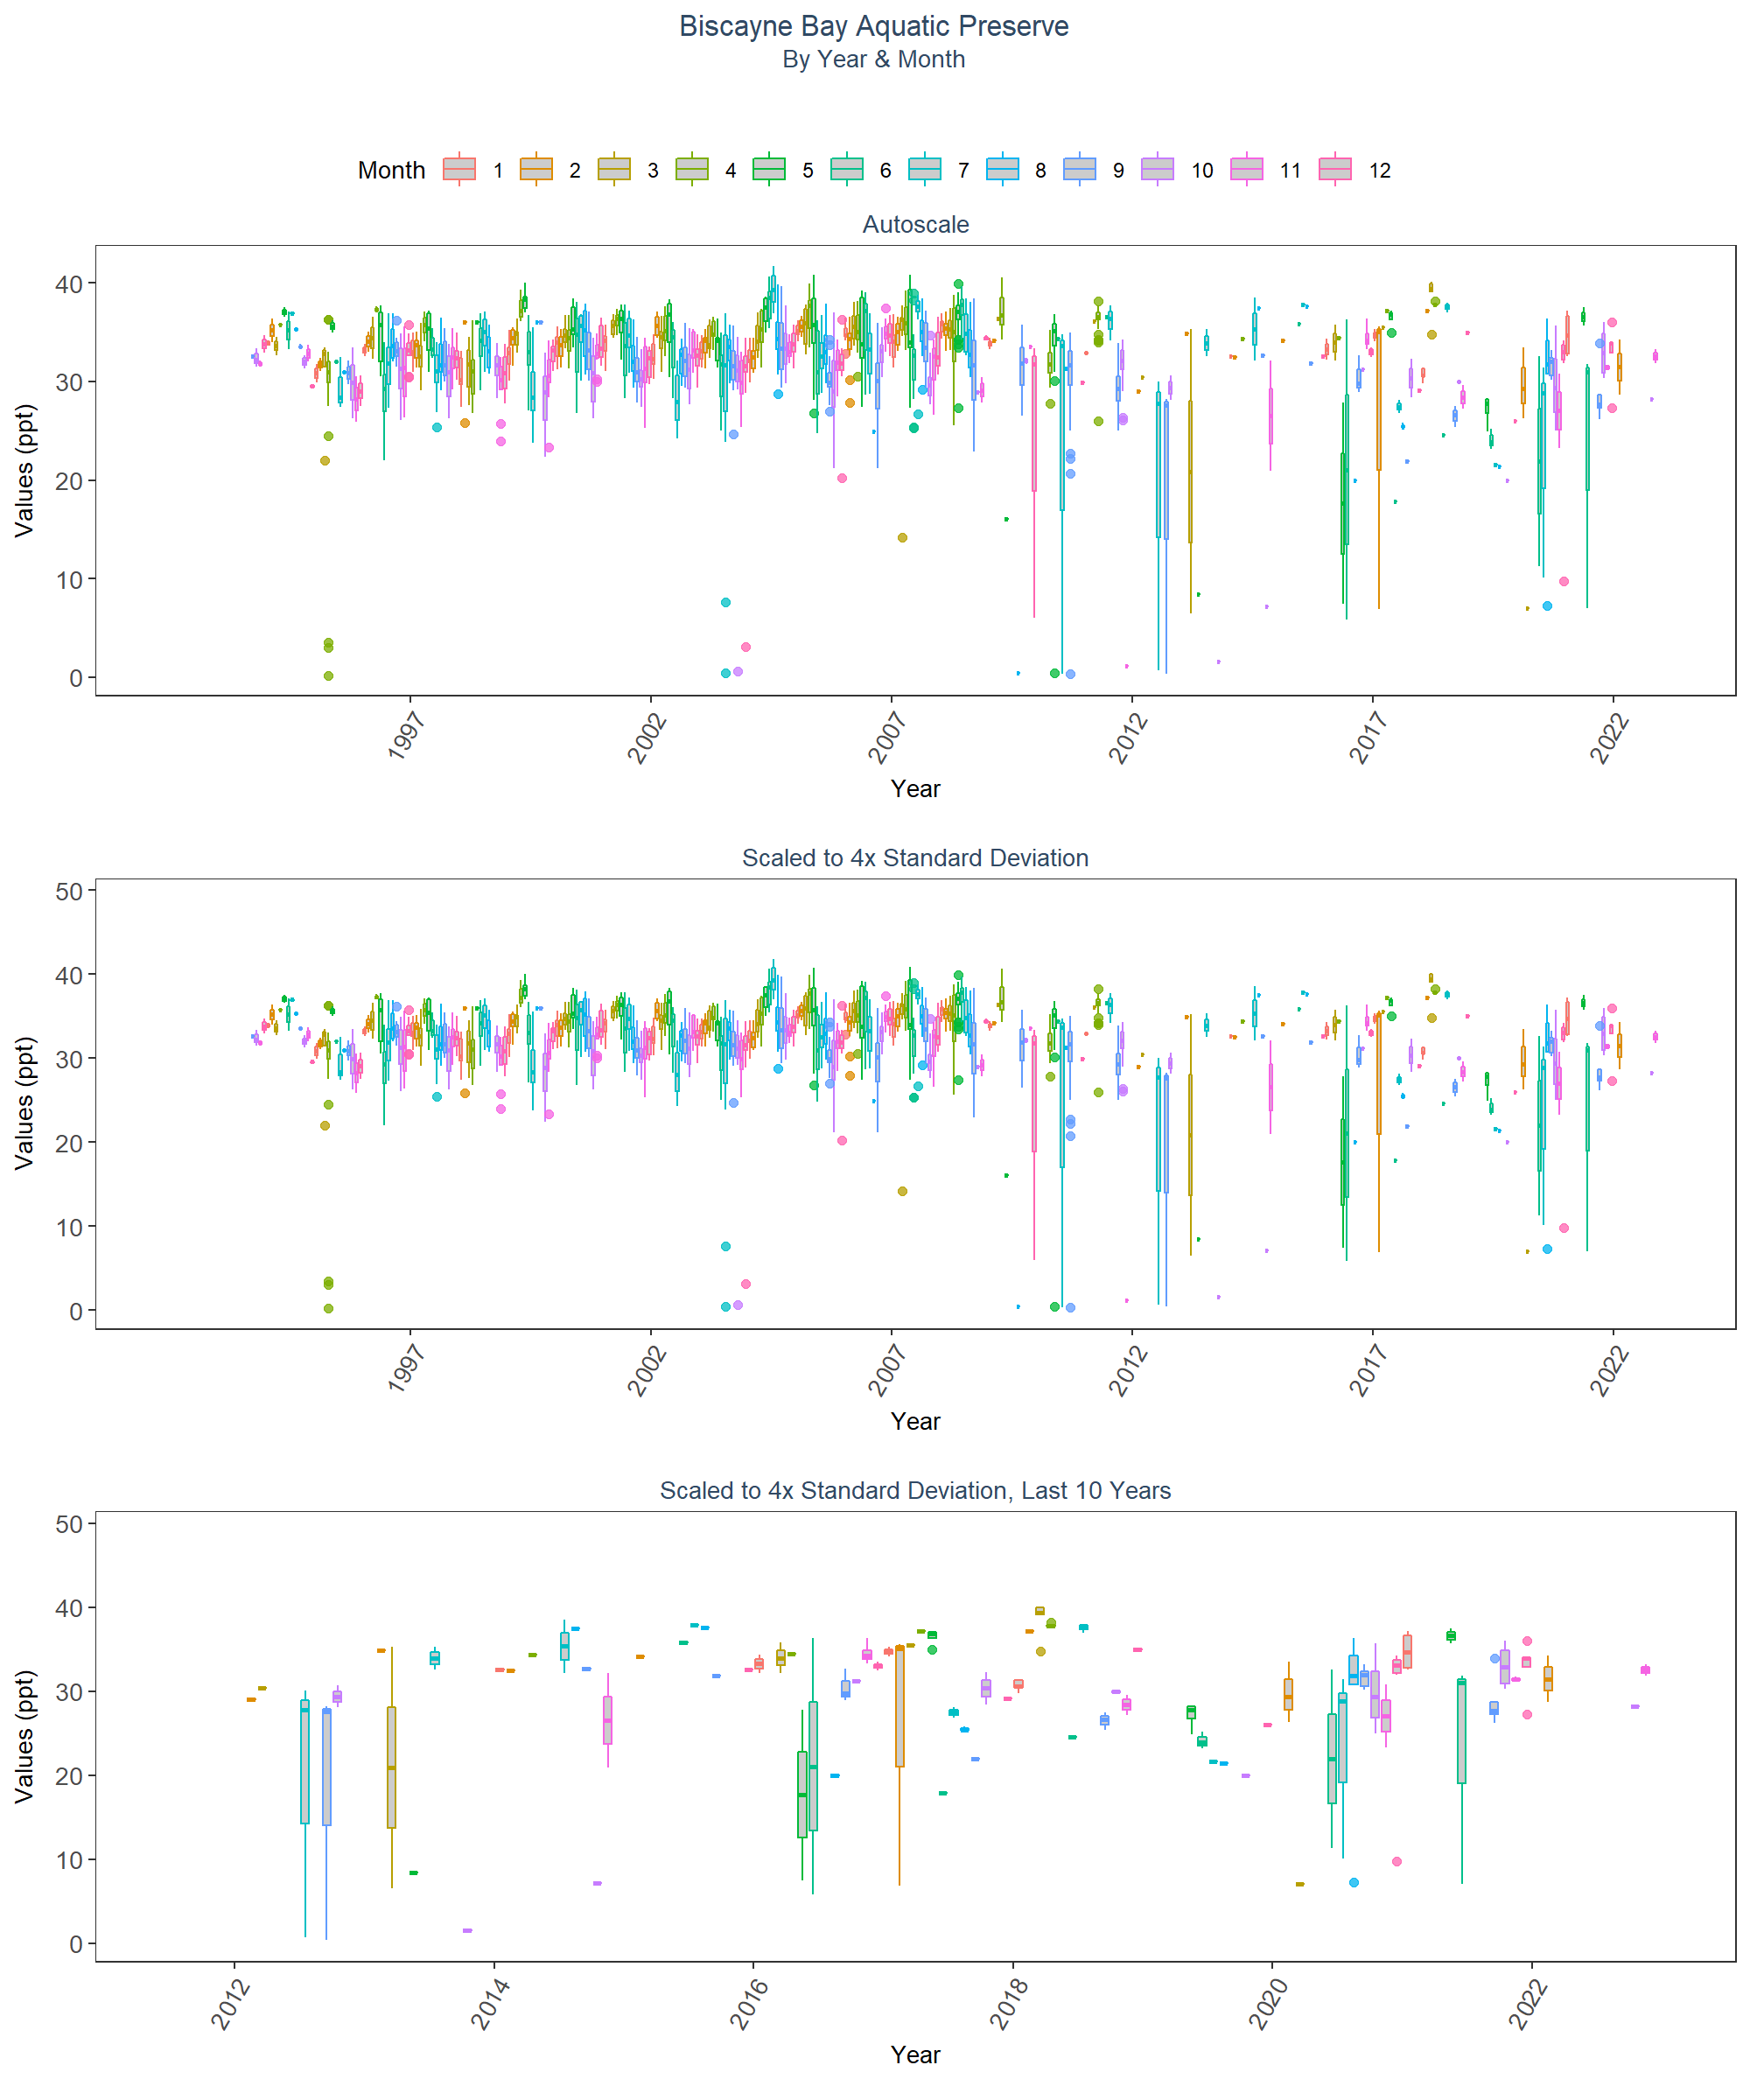 Biscayne Bay Aquatic Preserve
By Year & Month
Month 1 2 3 4 5 6 7 8 9 10 11 12
Autoscale
Values (ppt)
40
30
20
10
0
1997 2002 2007 2012 2017 2022
Year
Scaled to 4x Standard Deviation
Values (ppt)
50
40
30
20
10
0
1997 2002 2007 2012 2017 2022
Year
Scaled to 4x Standard Deviation, Last 10 Years
Values (ppt)
50
40
30
20
10
0
2012 2014 2016 2018 2020 2022
Year